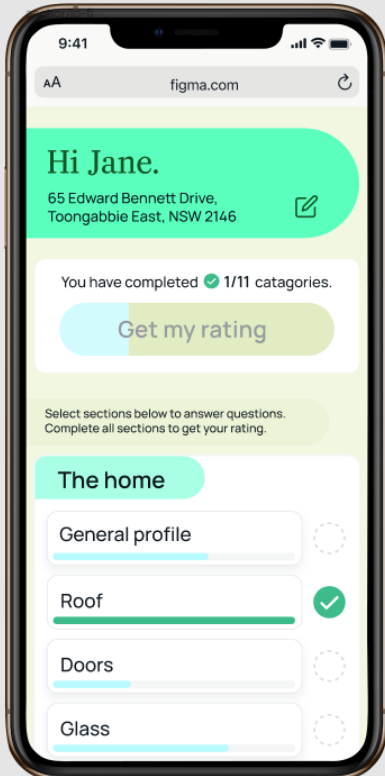 9:41
AA
figma.com
Hi Jane.
65 Edward Bennett Drive,
Toongabbie East, NSW 2146
You have completed 1/11 catagories.
Get my rating
Select sections below to answer questions.
Complete all sections to get your rating.
The home
General profile
Roof
Doors
Glass